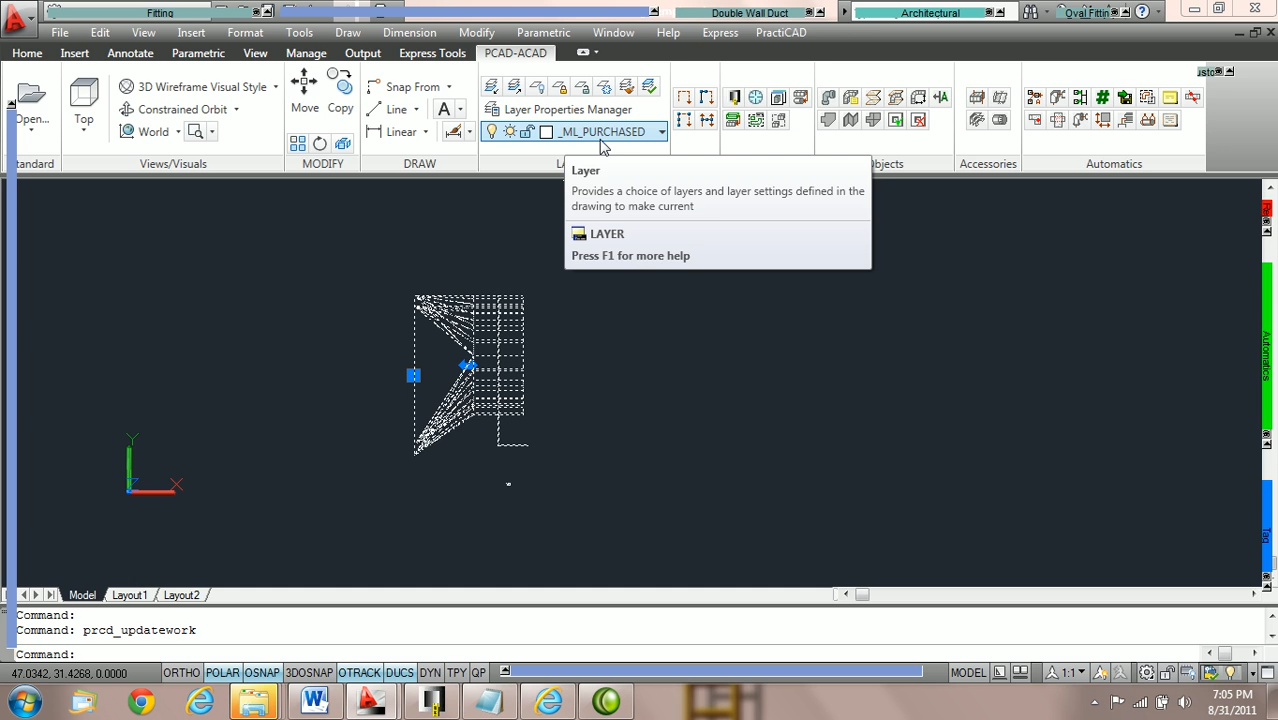 Fitting
Double Wall Duct
Architectural
Oval Fittin
File Edit View Insert Format Tools Draw Dimension Modify Parametric Window Help Express PractiCAD
Home Insert Annotate Parametric View Manage Output Express Tools PCAD-ACAD
Open...
Top
3D Wireframe Visual Style
Constrained Orbit
World
Move
Copy
Snap From
Line
A
Linear
Layer Properties Manager
_ML_PURCHASED
tandard
MODIFY
DRAW
L
bjects
Accessories
Automatics
usto
Layer
Provides a choice of layers and layer settings defined in the
drawing to make current
LAYER
Press F1 for more help
Re
Automatics
Tag
Y
X
Model Layout1 Layout2
Command:
Command: prcd_updatework
Command:
47.0342, 31.4268, 0.0000
ORTHO POLAR OSNAP 3DOSNAP OTRACK DUCS DYN TPY QP
MODEL
1:1
7:05 PM
8/31/2011